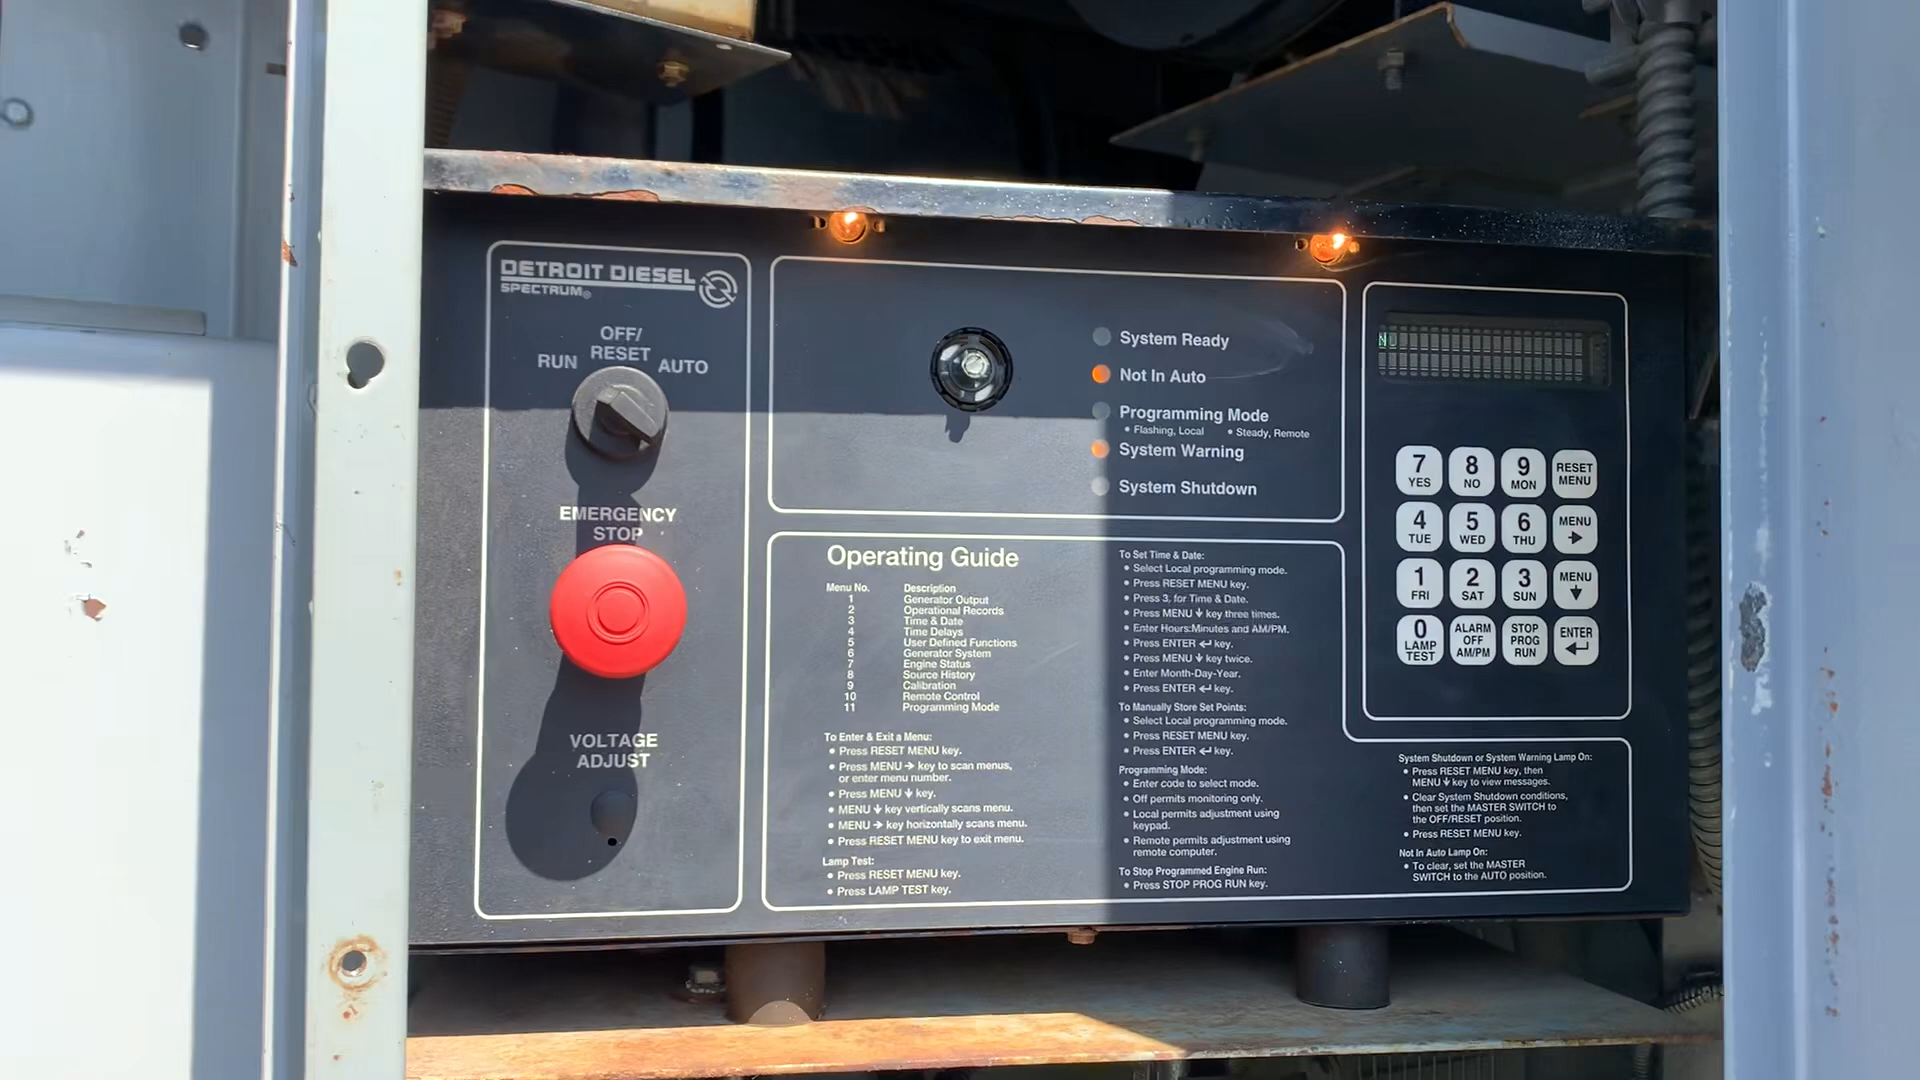 DETROIT DIESEL
SPECTRUM®
OFF/
RESET
RUN
AUTO
EMERGENCY
STOP
VOLTAGE
ADJUST
System Ready
Not In Auto
Programming Mode
• Flashing, Local • Steady, Remote
System Warning
System Shutdown
Operating Guide
Menu No. Description
1 Generator Output
2 Operational Records
3 Time & Date
4 Time Delays
5 User Defined Functions
6 Generator System
7 Engine Status
8 Source History
9 Calibration
10 Remote Control
11 Programming Mode
To Enter & Exit a Menu:
• Press RESET MENU key.
• Press MENU → key to scan menus,
or enter menu number.
• Press MENU ↓ key.
• MENU ↓ key vertically scans menu.
• MENU → key horizontally scans menu.
• Press RESET MENU key to exit menu.
Lamp Test:
• Press RESET MENU key.
• Press LAMP TEST key.
To Set Time & Date:
• Select Local programming mode.
• Press RESET MENU key.
• Press 3, for Time & Date.
• Press MENU ↓ key three times.
• Enter Hours:Minutes and AM/PM.
• Press ENTER ↵ key.
• Press MENU ↓ key twice.
• Enter Month-Day-Year.
• Press ENTER ↵ key.
To Manually Store Set Points:
• Select Local programming mode.
• Press RESET MENU key.
• Press ENTER ↵ key.
Programming Mode:
• Enter code to select mode.
• Off permits monitoring only.
• Local permits adjustment using
keypad.
• Remote permits adjustment using
remote computer.
To Stop Programmed Engine Run:
• Press STOP PROG RUN key.
7 YES
8 NO
9 MON
RESET MENU
4 TUE
5 WED
6 THU
MENU →
1 FRI
2 SAT
3 SUN
MENU ↓
0 LAMP TEST
ALARM OFF AM/PM
STOP PROG RUN
ENTER ↵
System Shutdown or System Warning Lamp On:
• Press RESET MENU key, then
MENU ↓ key to view messages.
• Clear System Shutdown conditions,
then set the MASTER SWITCH to
the OFF/RESET position.
• Press RESET MENU key.
Not In Auto Lamp On:
• To clear, set the MASTER
SWITCH to the AUTO position.